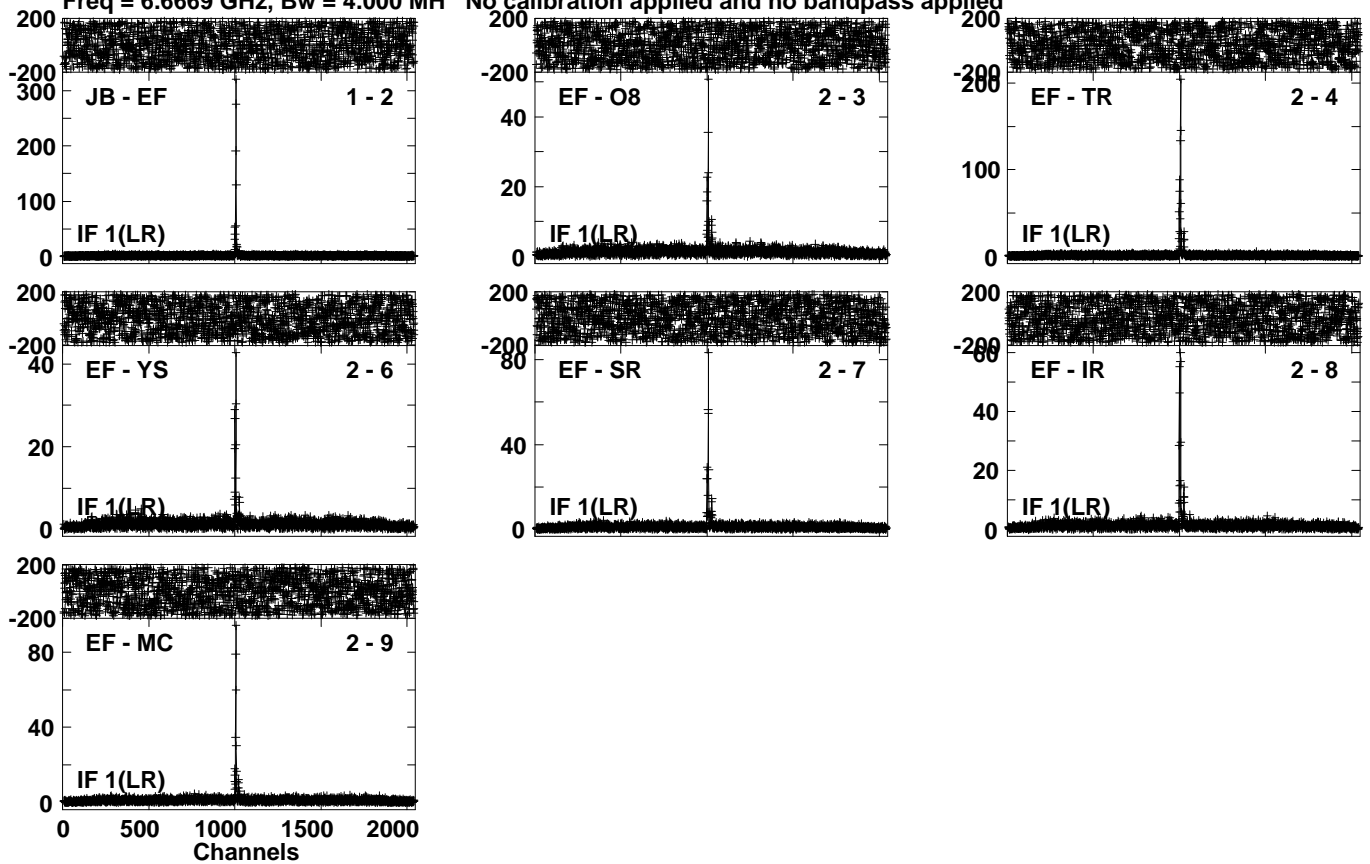 Freq = 6.6669 GHz, Bw = 4.000 MH No calibration applied and no bandpass applied
200
-200
300
200
100
0
JB - EF 1 - 2
IF 1(LR)
200
-200
40
20
0
EF - O8 2 - 3
IF 1(LR)
200
-200
200
100
0
EF - TR 2 - 4
IF 1(LR)
200
-200
40
20
0
EF - YS 2 - 6
IF 1(LR)
200
-200
80
40
0
EF - SR 2 - 7
IF 1(LR)
200
-200
60
40
20
0
EF - IR 2 - 8
IF 1(LR)
200
-200
80
40
0
EF - MC 2 - 9
IF 1(LR)
0 500 1000 1500 2000
Channels